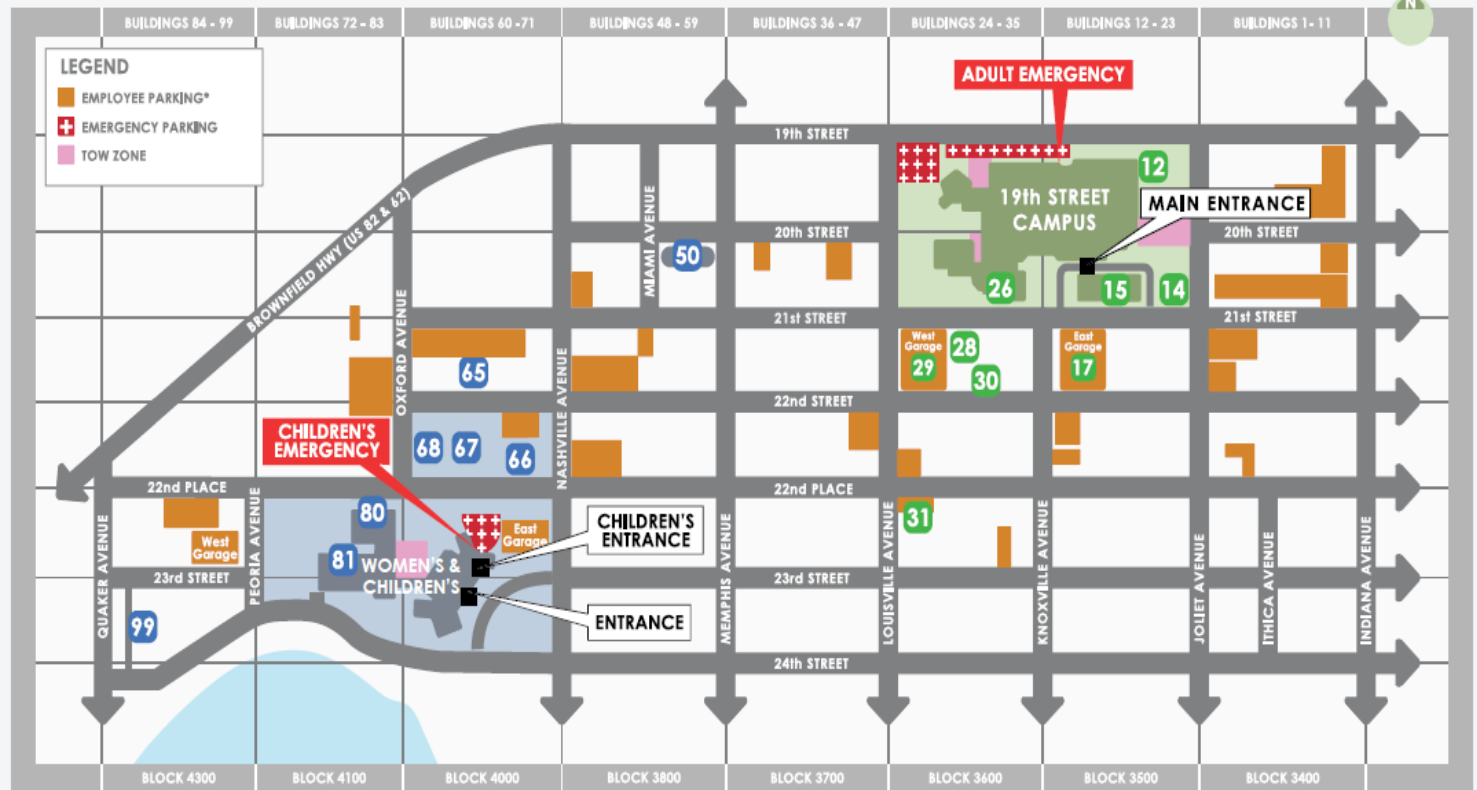 BUILDINGS 84 - 99
BUILDINGS 72 - 83
BUILDINGS 60 -71
BUILDINGS 48 - 59
BUILDINGS 36 - 47
BUILDINGS 24 - 35
BUILDINGS 12 - 23
BUILDINGS 1- 11
N
LEGEND
EMPLOYEE PARKING*
EMERGENCY PARKING
TOW ZONE
ADULT EMERGENCY
19th STREET
12
19th STREET
CAMPUS
MAIN ENTRANCE
BROWNFIELD HWY (US 82 & 62)
MIAMI AVENUE
20th STREET
20th STREET
50
26
15
14
21st STREET
21st STREET
OXFORD AVENUE
65
NASHVILLE AVENUE
West
Garage
29
28
30
East
Garage
17
22nd STREET
CHILDREN'S
EMERGENCY
68
67
66
22nd PLACE
22nd PLACE
QUAKER AVENUE
West
Garage
PEORIA AVENUE
80
81
WOMEN'S &
CHILDREN'S
East
Garage
CHILDREN'S
ENTRANCE
MEMPHIS AVENUE
LOUISVILLE AVENUE
31
KNOXVILLE AVENUE
JOLIET AVENUE
ITHICA AVENUE
INDIANA AVENUE
23rd STREET
23rd STREET
99
ENTRANCE
24th STREET
BLOCK 4300
BLOCK 4100
BLOCK 4000
BLOCK 3800
BLOCK 3700
BLOCK 3600
BLOCK 3500
BLOCK 3400